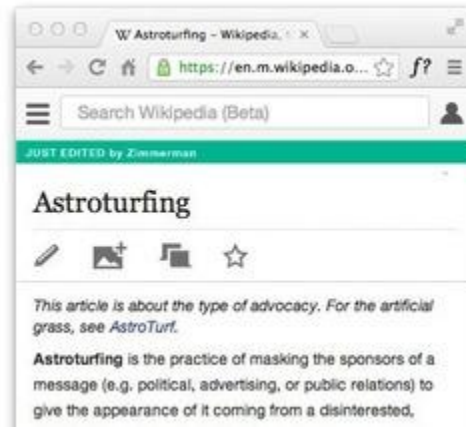 W Astroturfing – Wikipedia,
https://en.m.wikipedia.o... f?
Search Wikipedia (Beta)
JUST EDITED by Zimmerman
Astroturfing
This article is about the type of advocacy. For the artificial
grass, see AstroTurf.
Astroturfing is the practice of masking the sponsors of a
message (e.g. political, advertising, or public relations) to
give the appearance of it coming from a disinterested,